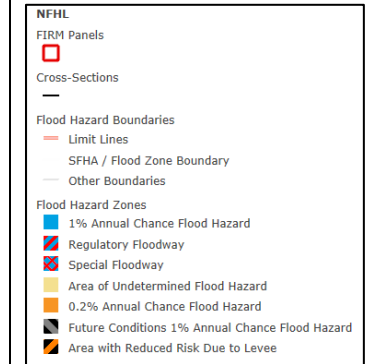 NFHL
FIRM Panels
Cross-Sections
Flood Hazard Boundaries
Limit Lines
SFHA / Flood Zone Boundary
Other Boundaries
Flood Hazard Zones
1% Annual Chance Flood Hazard
Regulatory Floodway
Special Floodway
Area of Undetermined Flood Hazard
0.2% Annual Chance Flood Hazard
Future Conditions 1% Annual Chance Flood Hazard
Area with Reduced Risk Due to Levee